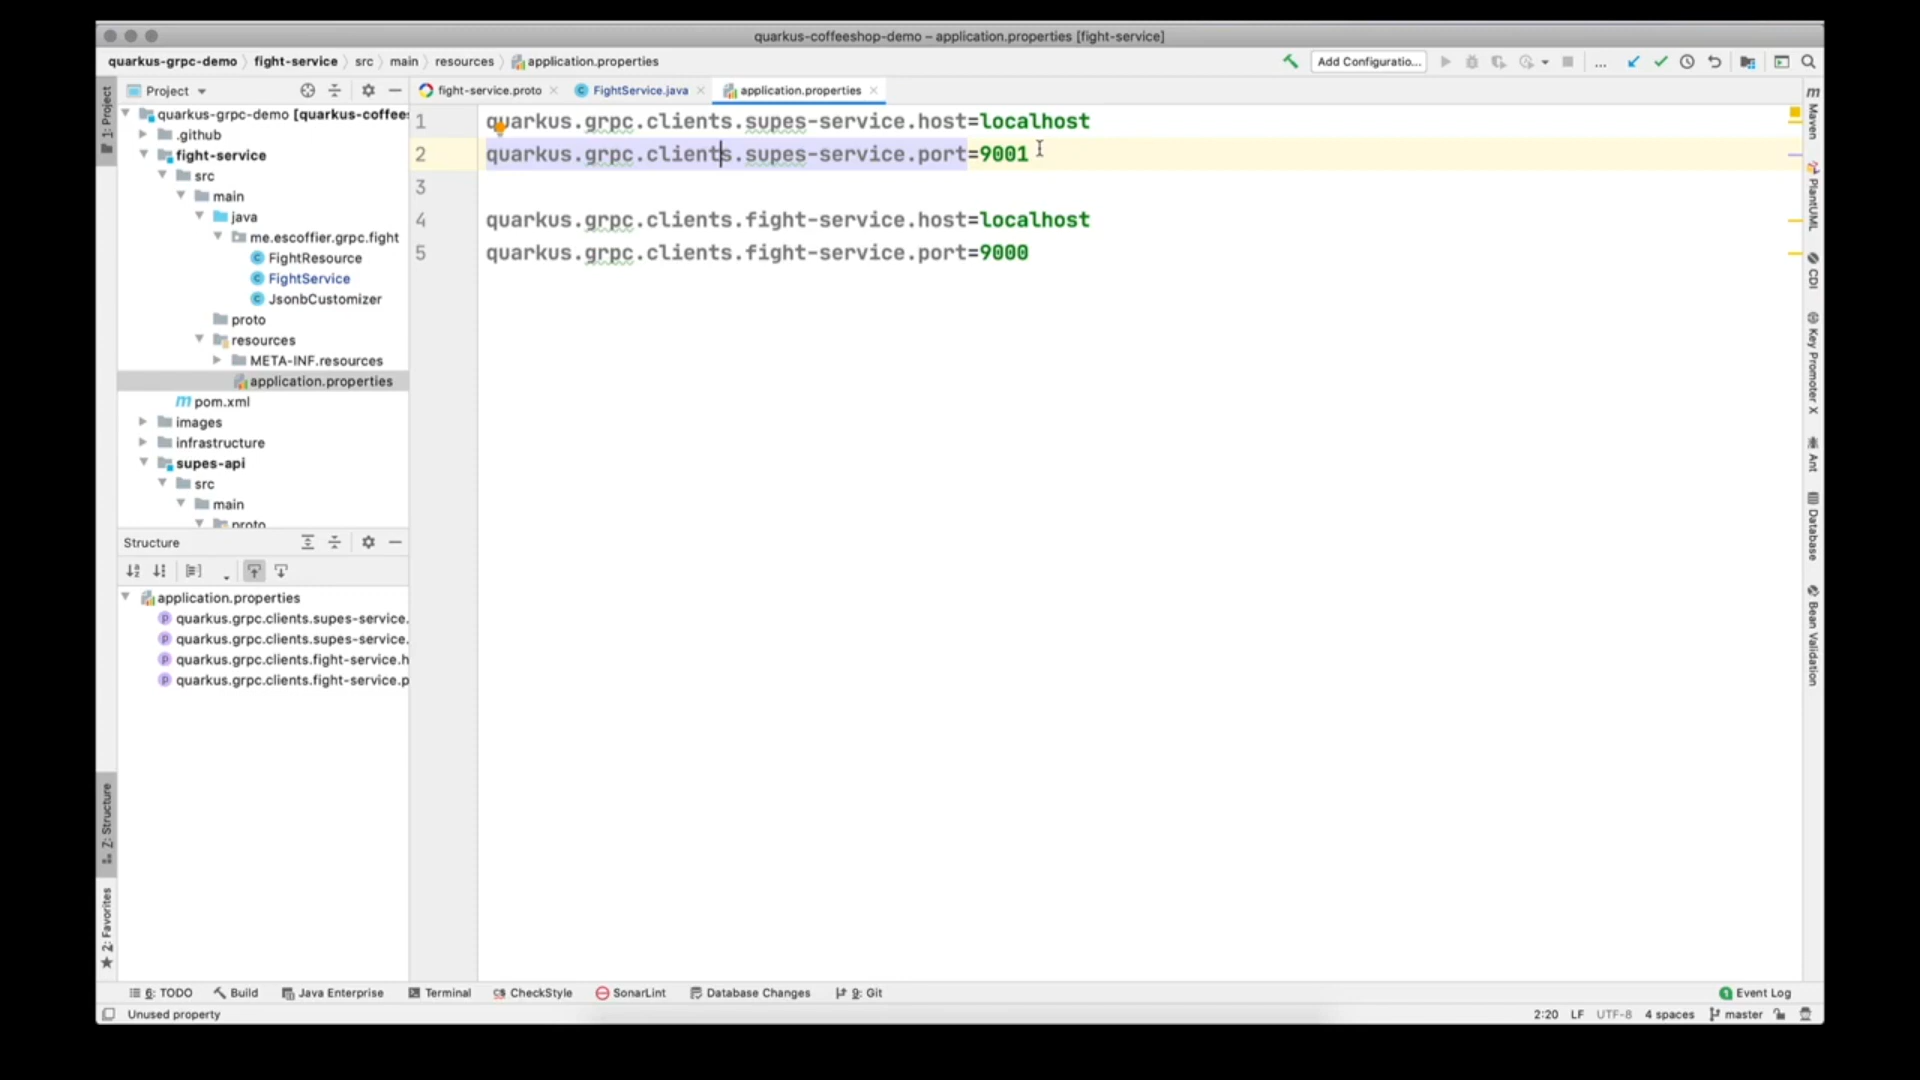 quarkus-coffeeshop-demo – application.properties [fight-service]
quarkus-grpc-demo fight-service src main resources application.properties
Add Configuratio...
Project
fight-service.proto
FightService.java
application.properties
quarkus-grpc-demo [quarkus-coffee
.github
fight-service
src
main
java
me.escoffier.grpc.fight
FightResource
FightService
JsonbCustomizer
proto
resources
META-INF.resources
application.properties
pom.xml
images
infrastructure
supes-api
src
main
proto
1 quarkus.grpc.clients.supes-service.host=localhost
2 quarkus.grpc.clients.supes-service.port=9001
3
4 quarkus.grpc.clients.fight-service.host=localhost
5 quarkus.grpc.clients.fight-service.port=9000
Structure
application.properties
quarkus.grpc.clients.supes-service.
quarkus.grpc.clients.supes-service.
quarkus.grpc.clients.fight-service.h
quarkus.grpc.clients.fight-service.p
1: Project
Z: Structure
2: Favorites
Maven
PlantUML
CDI
Key Promoter X
Ant
Database
Bean Validation
6: TODO Build Java Enterprise Terminal CheckStyle SonarLint Database Changes 9: Git
1 Event Log
Unused property
2:20 LF UTF-8 4 spaces master